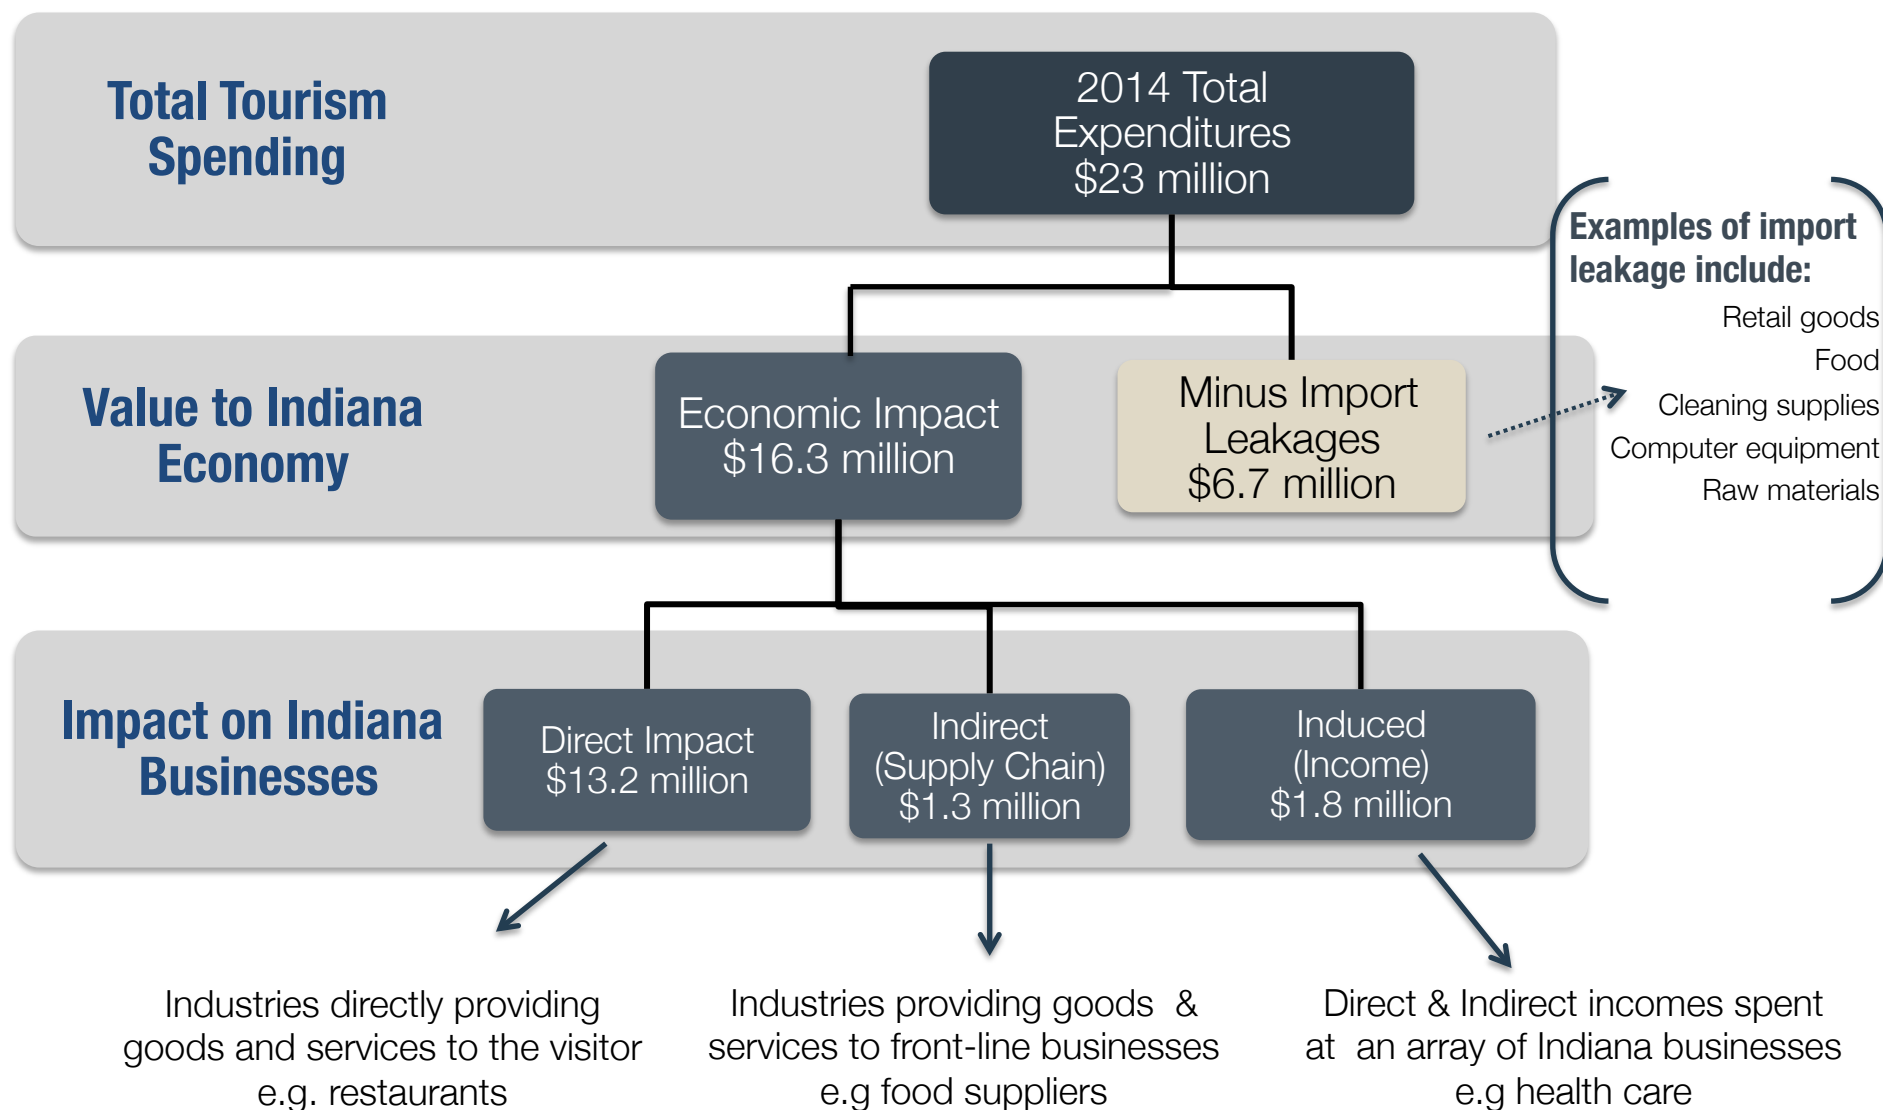 Total Tourism
Spending
2014 Total
Expenditures
$23 million
Examples of import
leakage include:
Retail goods
Food
Cleaning supplies
Computer equipment
Raw materials
Value to Indiana
Economy
Economic Impact
$16.3 million
Minus Import
Leakages
$6.7 million
Impact on Indiana
Businesses
Direct Impact
$13.2 million
Indirect
(Supply Chain)
$1.3 million
Induced
(Income)
$1.8 million
Industries directly providing
goods and services to the visitor
e.g. restaurants
Industries providing goods &
services to front-line businesses
e.g food suppliers
Direct & Indirect incomes spent
at an array of Indiana businesses
e.g health care